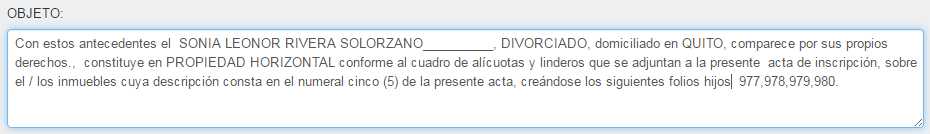 OBJETO:
Con estos antecedentes el  SONIA LEONOR RIVERA SOLORZANO__________, DIVORCIADO, domiciliado en QUITO, comparece por sus propios
derechos.,  constituye en PROPIEDAD HORIZONTAL conforme al cuadro de alícuotas y linderos que se adjuntan a la presente  acta de inscripción, sobre
el / los inmuebles cuya descripción consta en el numeral cinco (5) de la presente acta, creándose los siguientes folios hijos  977,978,979,980.